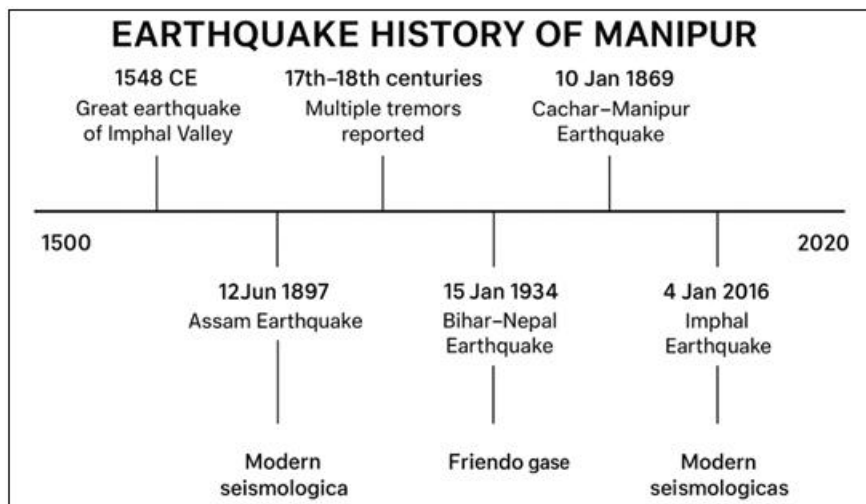 EARTHQUAKE HISTORY OF MANIPUR
1548 CE
Great earthquake
of Imphal Valley
17th–18th centuries
Multiple tremors
reported
10 Jan 1869
Cachar–Manipur
Earthquake
1500
2020
12Jun 1897
Assam Earthquake
15 Jan 1934
Bihar–Nepal
Earthquake
4 Jan 2016
Imphal
Earthquake
Modern
seismologica
Friendo gase
Modern
seismologicas